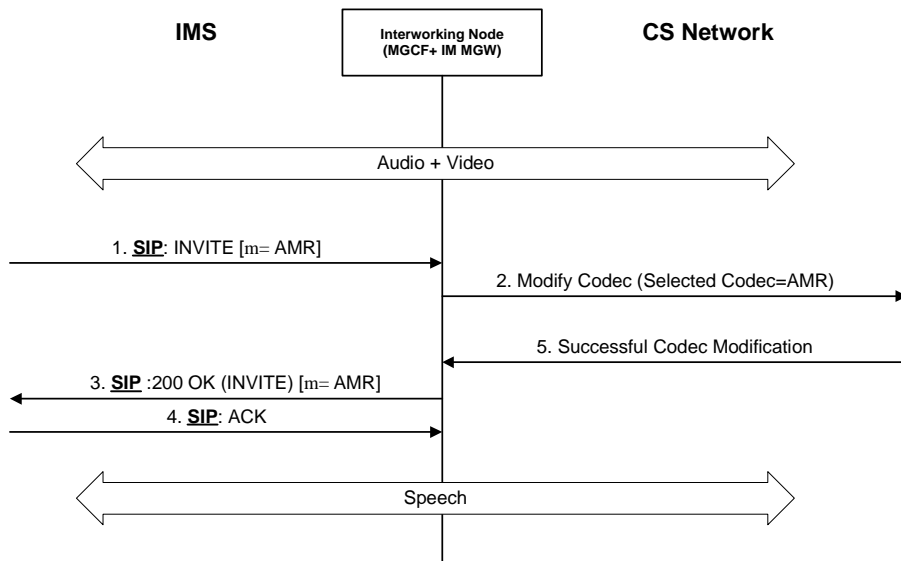 IMS
Interworking Node
(MGCF+ IM MGW)
CS Network
Audio + Video
1. SIP: INVITE [m= AMR]
2. Modify Codec (Selected Codec=AMR)
5. Successful Codec Modification
3. SIP :200 OK (INVITE) [m= AMR]
4. SIP: ACK
Speech